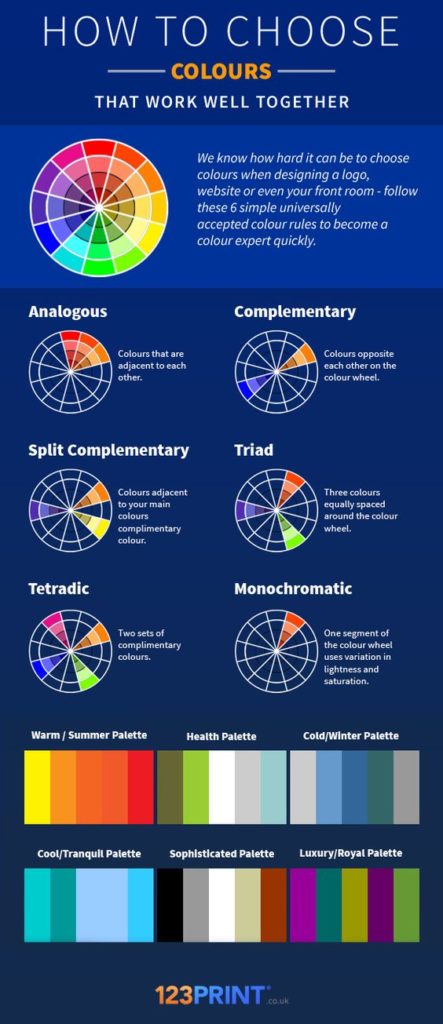 HOW TO CHOOSE
COLOURS
THAT WORK WELL TOGETHER
We know how hard it can be to choose
colours when designing a logo,
website or even your front room - follow
these 6 simple universally
accepted colour rules to become a
colour expert quickly.
Analogous
Colours that are
adjacent to each
other.
Complementary
Colours opposite
each other on the
colour wheel.
Split Complementary
Colours adjacent
to your main
colours
complimentary
colour.
Triad
Three colours
equally spaced
around the colour
wheel.
Tetradic
Two sets of
complimentary
colours.
Monochromatic
One segment of
the colour wheel
uses variation in
lightness and
saturation.
Warm / Summer Palette
Health Palette
Cold/Winter Palette
Cool/Tranquil Palette
Sophisticated Palette
Luxury/Royal Palette
123PRINT.co.uk